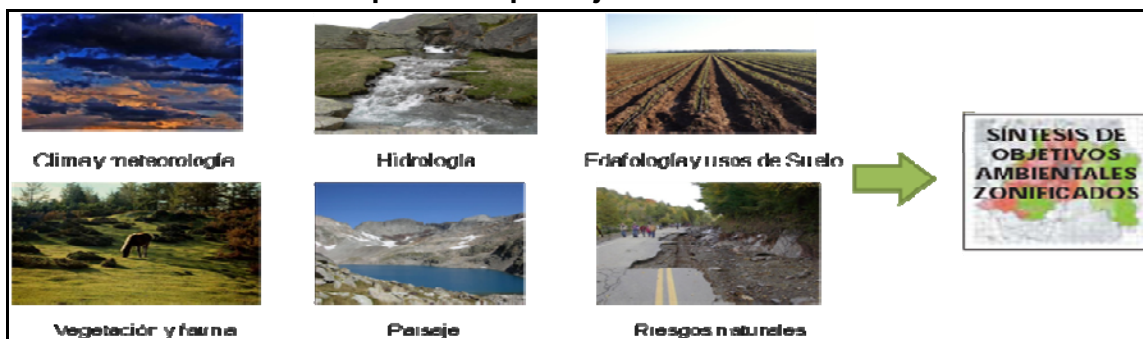 Clima y meteorología
Hidrología
Edafología y usos de Suelo
SÍNTESIS DE
OBJETIVOS
AMBIENTALES
ZONIFICADOS
Vegetación y fauna
Paisaje
Riesgos naturales